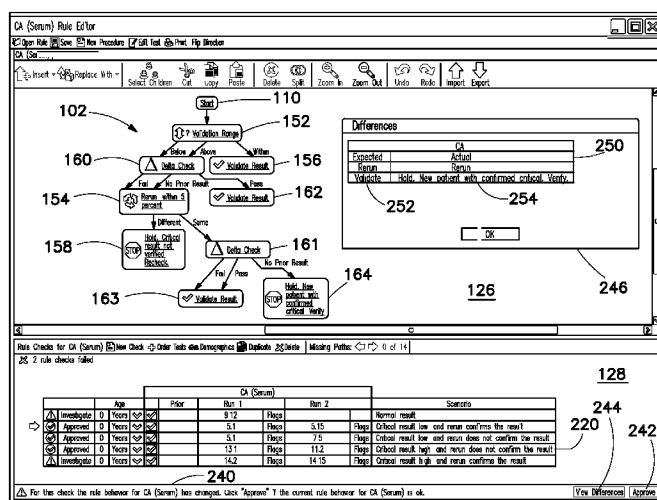 CA (Serum) Rule Editor
Open Rule Save New Procedure Edit Test Print Flip Direction
CA (Ser
Insert Replace With Select Children Cut Copy Paste Delete Split Zoom In Zoom Out Undo Redo Import Export
Start 110
102
? Validation Range 152
Below Above Within
160 Delta Check Validate Result 156
Fail No Prior Result Pass
154 Rerun within 5 percent Validate Result 162
Different Same
158 STOP Hold, Critical result not verified Recheck.
Delta Check 161
Fail Pass No Prior Result
163 Validate Result
STOP Hold, New patient with confirmed critical Verify 164
Differences
CA
Expected Actual 250
Rerun Rerun
Validate Hold, New patient with confirmed critical. Verify.
252 254
OK
126 246
Rule Checks for CA (Serum) New Check Order Tests Demographics Duplicate Delete Missing Paths: 0 of 14
2 rule checks failed
128
CA (Serum)
Age Prior Run 1 Run 2 Scenario
Investigate 0 Years 9 12 Flags Normal result
Approved 0 Years 5.1 Flags 5,15 Flags Critical result low and rerun confirms the result
Approved 0 Years 5.1 Flags 7 5 Flags Critical result low and rerun does not confirm the result
Approved 0 Years 13 1 Flags 11.2 Flags Critical result high and rerun does not confirm the result
Investigate 0 Years 14.2 Flags 14 15 Flags Critical result high and rerun confirms the result
244
242
220
240
For this check the rule behavior for CA (Serum) has changed. Click "Approve" if the current rule behavior for CA (Serum) is ok.
View Differences Approve